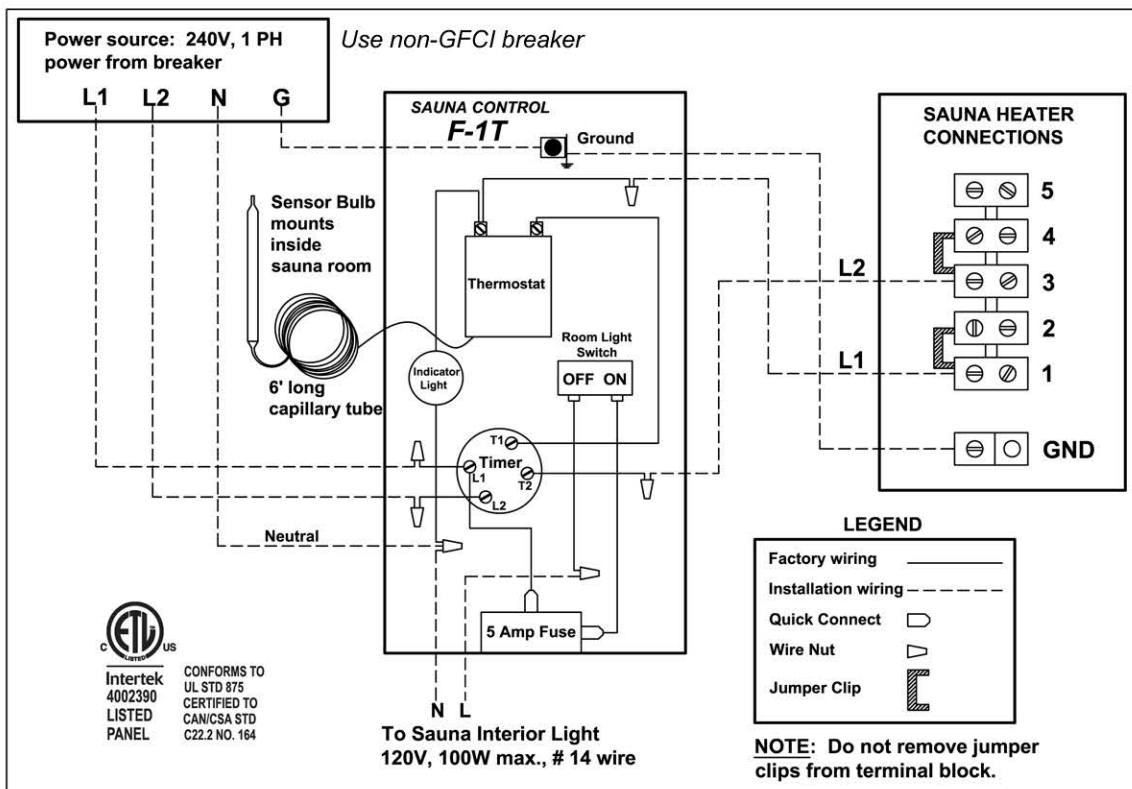 Power source: 240V, 1 PH
power from breaker
L1 L2 N G
Use non-GFCI breaker
SAUNA CONTROL
F-1T
Ground
Sensor Bulb
mounts
inside
sauna room
6' long
capillary tube
Thermostat
Indicator
Light
Room Light
Switch
OFF ON
T1
Timer
L1
T2
L2
Neutral
5 Amp Fuse
N L
To Sauna Interior Light
120V, 100W max., # 14 wire
SAUNA HEATER
CONNECTIONS
5
4
L2
3
2
L1
1
GND
LEGEND
Factory wiring
Installation wiring
Quick Connect
Wire Nut
Jumper Clip
NOTE: Do not remove jumper
clips from terminal block.
ETL
LISTED
C US
Intertek
4002390
LISTED
PANEL
CONFORMS TO
UL STD 875
CERTIFIED TO
CAN/CSA STD
C22.2 NO. 164